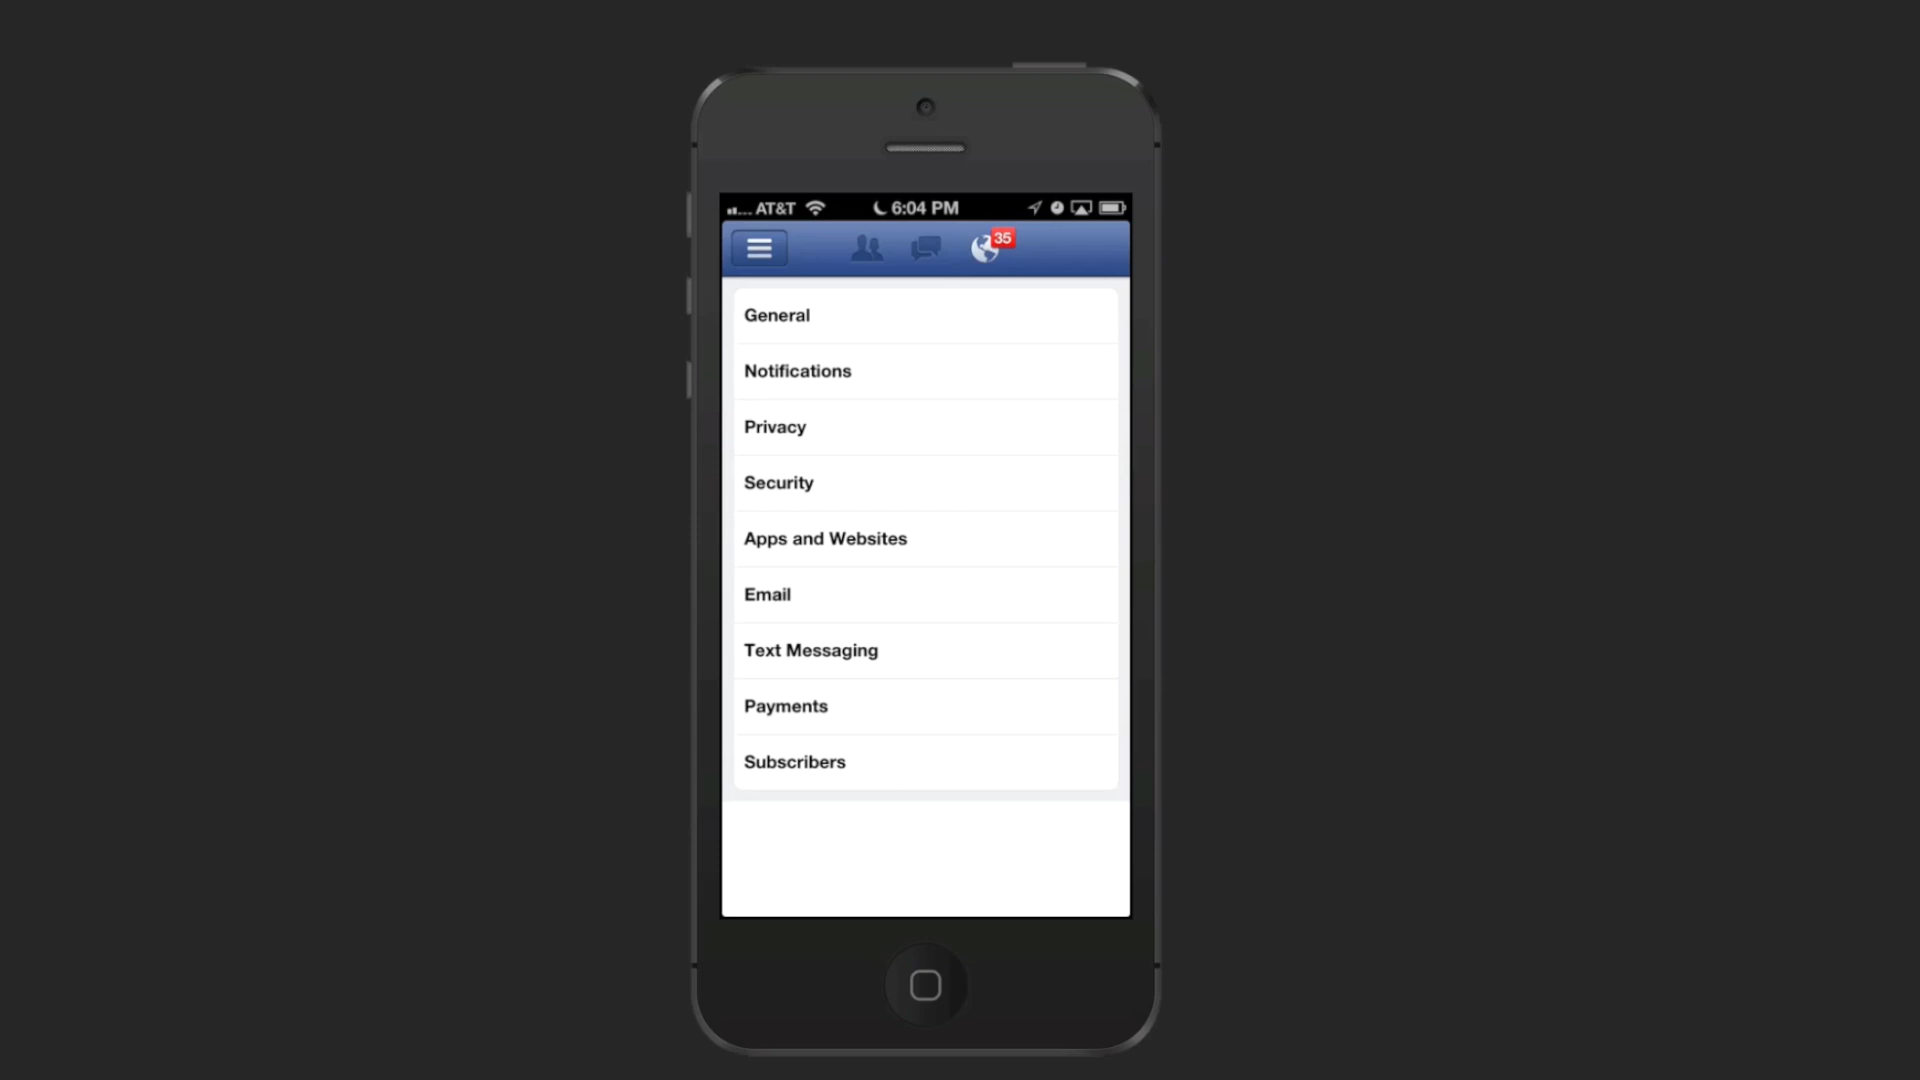 AT&T 6:04 PM
35
General
Notifications
Privacy
Security
Apps and Websites
Email
Text Messaging
Payments
Subscribers